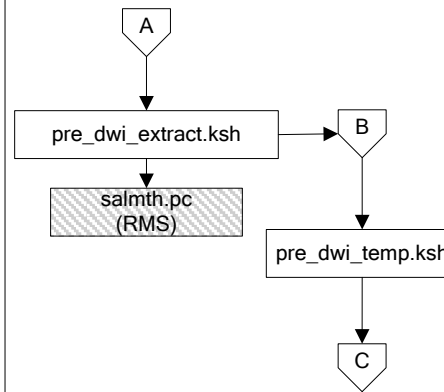 A
pre_dwi_extract.ksh
B
salmth.pc
(RMS)
pre_dwi_temp.ksh
C